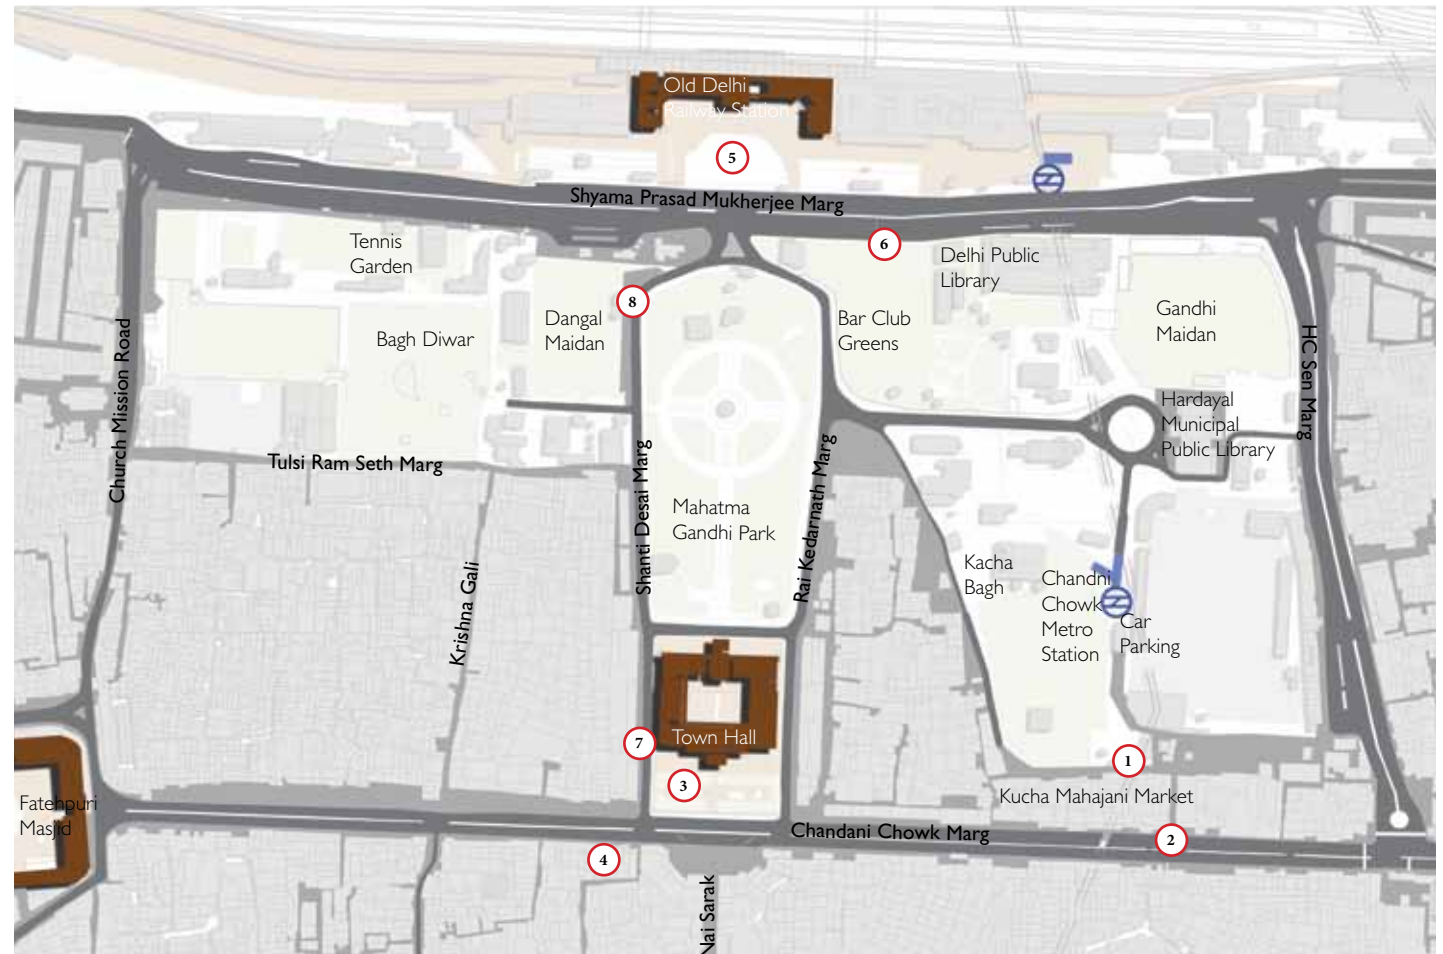 Old Delhi
Railway Station
5
Shyama Prasad Mukherjee Marg
6
Tennis
Garden
Delhi Public
Library
8
Dangal
Maidan
Bar Club
Greens
Gandhi
Maidan
Bagh Diwar
Church Mission Road
HC Sen Marg
Hardayal
Municipal
Public Library
Tulsi Ram Seth Marg
Shanti Desai Marg
Mahatma
Gandhi Park
Rai Kedarnath Marg
Krishna Gali
Kacha
Bagh
Chandni
Chowk
Metro
Station
Car
Parking
7
Town Hall
3
1
Kucha Mahajani Market
Fatehpuri
Masjid
Chandani Chowk Marg
2
4
Nai Sarak